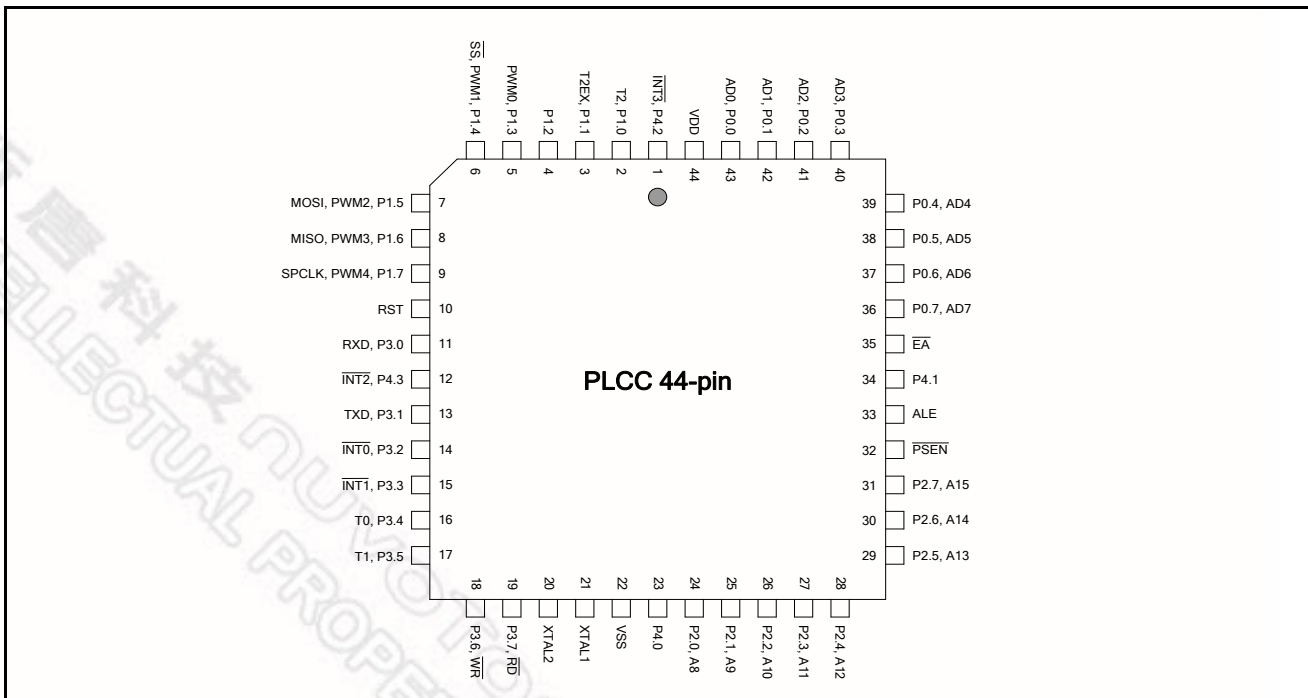 SS, PWM1, P1.4
PWM0, P1.3
P1.2
T2EX, P1.1
T2, P1.0
INT3, P4.2
VDD
AD0, P0.0
AD1, P0.1
AD2, P0.2
AD3, P0.3
6 5 4 3 2 1 44 43 42 41 40
MOSI, PWM2, P1.5 7
MISO, PWM3, P1.6 8
SPCLK, PWM4, P1.7 9
RST 10
RXD, P3.0 11
INT2, P4.3 12
TXD, P3.1 13
INT0, P3.2 14
INT1, P3.3 15
T0, P3.4 16
T1, P3.5 17
PLCC 44-pin
39 P0.4, AD4
38 P0.5, AD5
37 P0.6, AD6
36 P0.7, AD7
35 EA
34 P4.1
33 ALE
32 PSEN
31 P2.7, A15
30 P2.6, A14
29 P2.5, A13
18 19 20 21 22 23 24 25 26 27 28
P3.6, WR
P3.7, RD
XTAL2
XTAL1
VSS
P4.0
P2.0, A8
P2.1, A9
P2.2, A10
P2.3, A11
P2.4, A12
科技 nuvoTo
ELLECTUAL PROPE